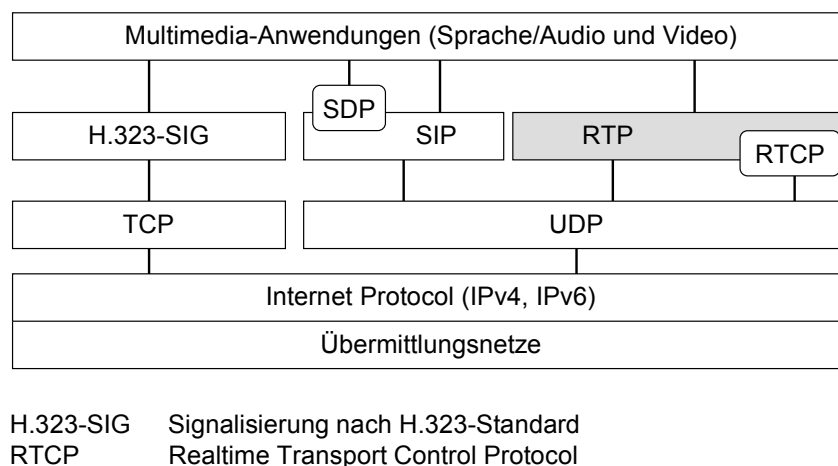 Multimedia-Anwendungen (Sprache/Audio und Video)
SDP
H.323-SIG
SIP
RTP
RTCP
TCP
UDP
Internet Protocol (IPv4, IPv6)
Übermittlungsnetze
H.323-SIG Signalisierung nach H.323-Standard
RTCP Realtime Transport Control Protocol